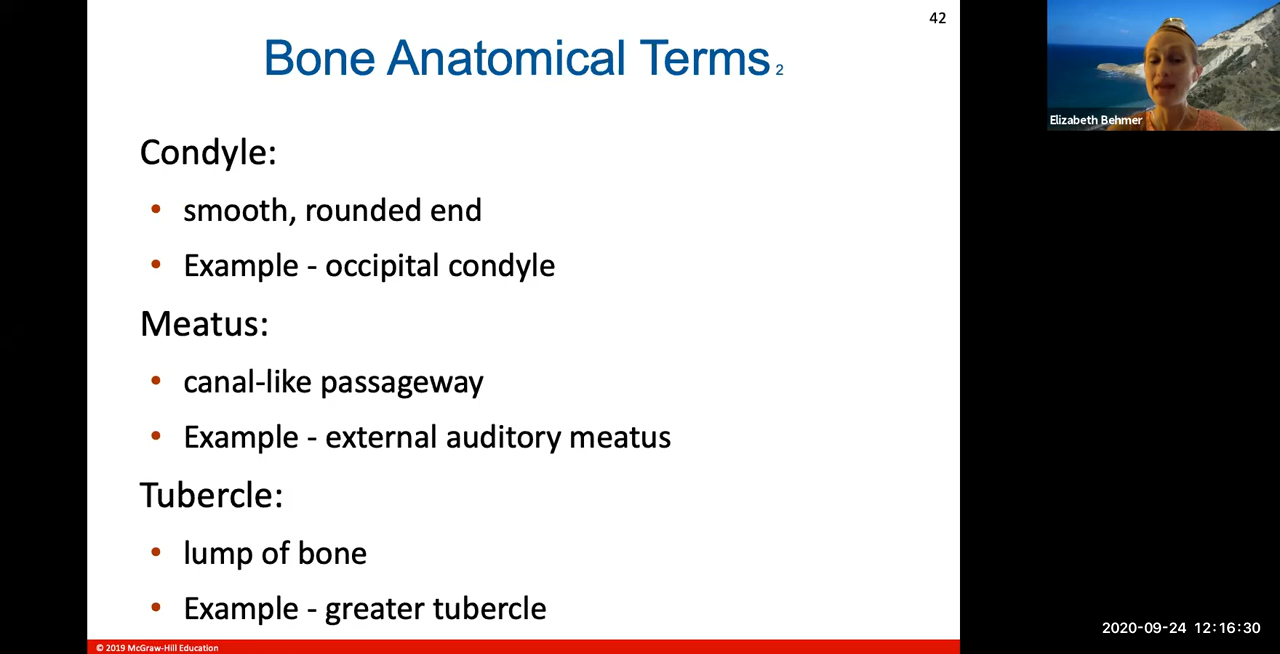 42
Bone Anatomical Terms 2
Condyle:
• smooth, rounded end
• Example - occipital condyle
Meatus:
• canal-like passageway
• Example - external auditory meatus
Tubercle:
• lump of bone
• Example - greater tubercle
© 2019 McGraw-Hill Education
Elizabeth Behmer
2020-09-24 12:16:30